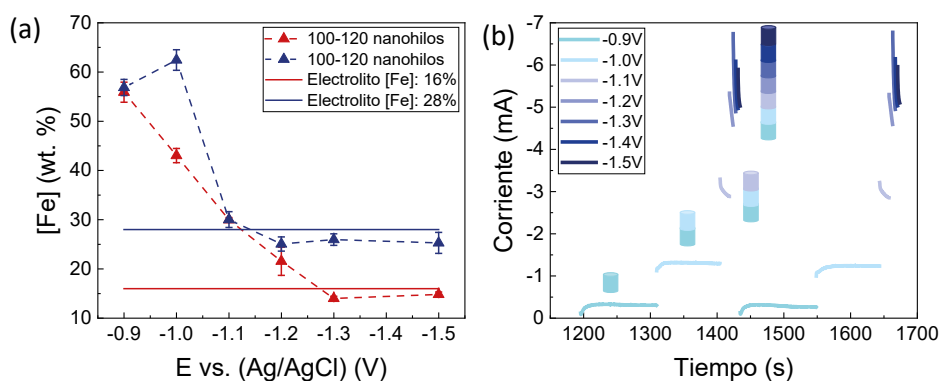 (a)
[Fe] (wt. %)
70
60
50
40
30
20
10
-0.9 -1.0 -1.1 -1.2 -1.3 -1.4 -1.5
E vs. (Ag/AgCl) (V)
100-120 nanohilos
100-120 nanohilos
Electrolito [Fe]: 16%
Electrolito [Fe]: 28%
(b)
Corriente (mA)
-7
-6
-5
-4
-3
-2
-1
0
1200 1300 1400 1500 1600 1700
Tiempo (s)
-0.9V
-1.0V
-1.1V
-1.2V
-1.3V
-1.4V
-1.5V